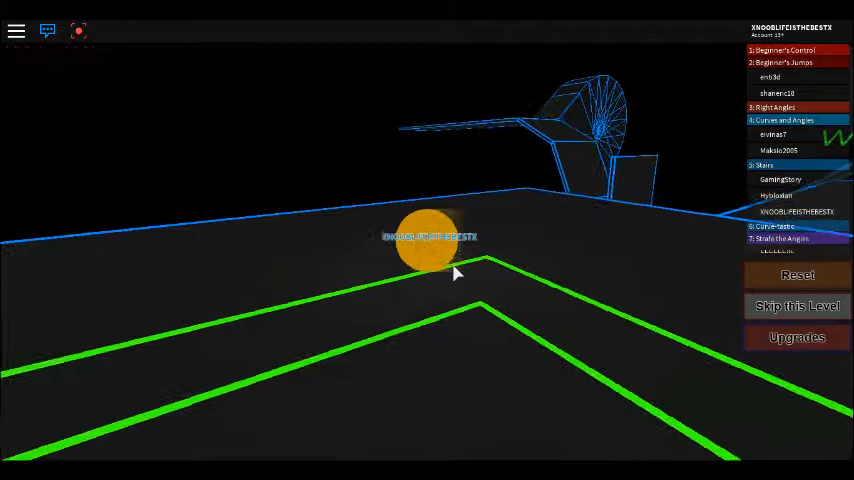 XNOOBLIFEISTHEBESTX
Account: 13+
1: Beginner's Control
2: Beginner's Jumps
enti3d
shaneric18
3: Right Angles
4: Curves and Angles
eivinas7
Maksio2005
5: Stairs
GamingStory
Hybloxian
XNOOBLIFEISTHEBESTX
6: Curve-tastic
7: Strafe the Angles
Reset
Skip this Level
Upgrades
XNOOBLIFEISTHEBESTX